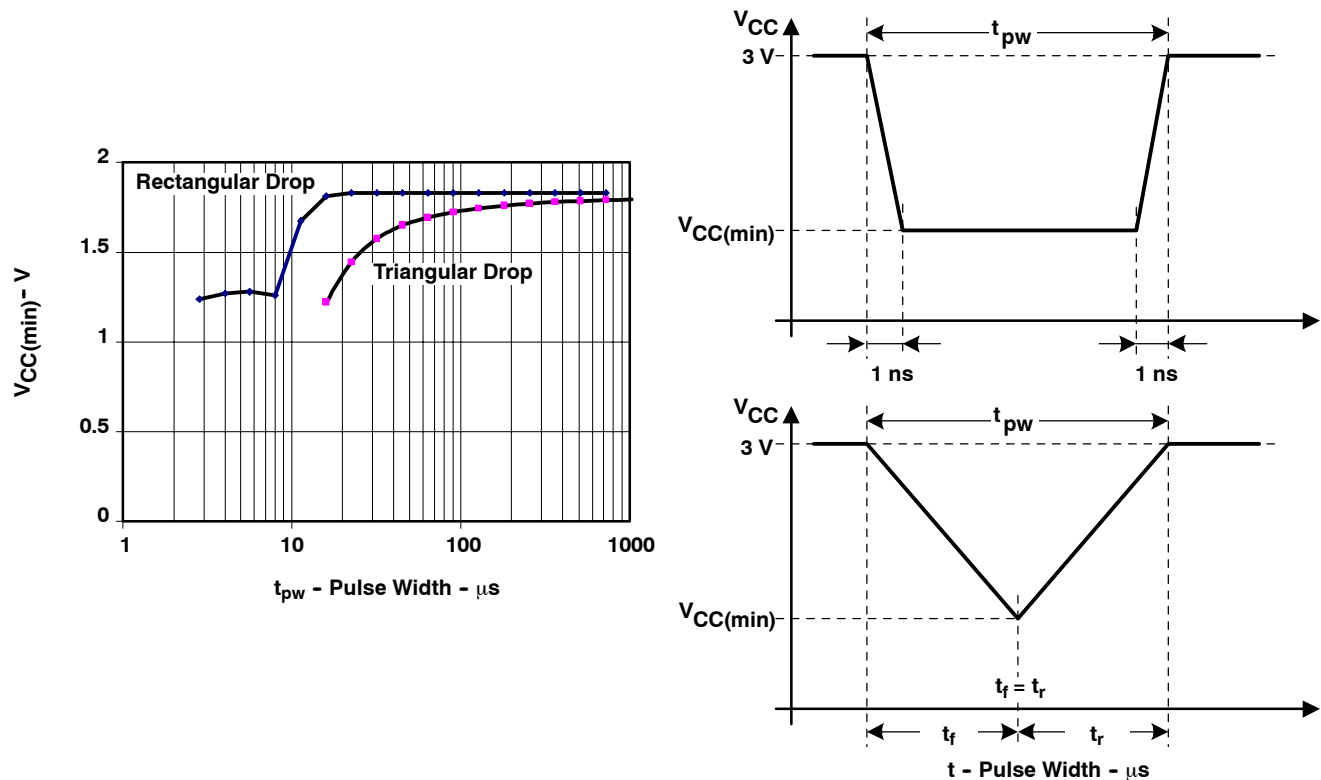 2
1.5
1
0.5
0
VCC(min) - V
Rectangular Drop
Triangular Drop
1
10
100
1000
tpw - Pulse Width - μs
VCC
3 V
tpw
VCC(min)
1 ns
1 ns
VCC
3 V
tpw
VCC(min)
tf = tr
tf
tr
t - Pulse Width - μs